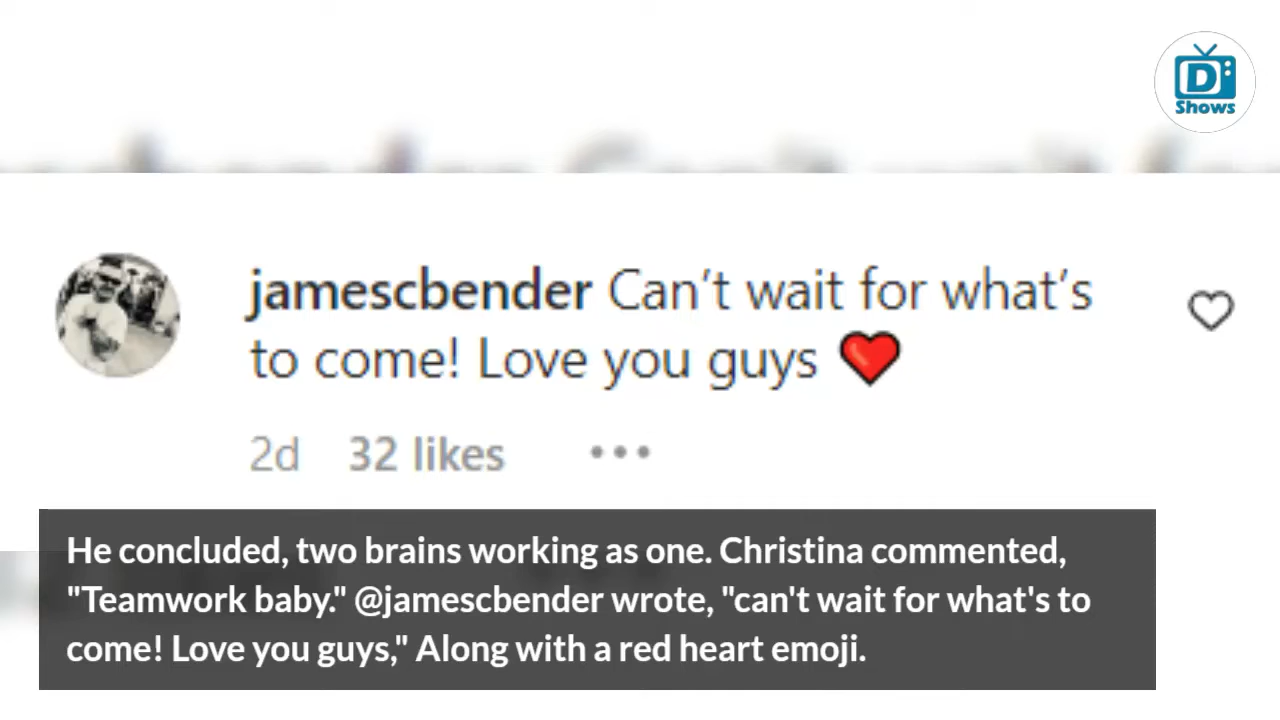 D
Shows
jamescbender Can't wait for what's
to come! Love you guys ❤️
2d 32 likes •••
He concluded, two brains working as one. Christina commented,
"Teamwork baby." @jamescbender wrote, "can't wait for what's to
come! Love you guys," Along with a red heart emoji.